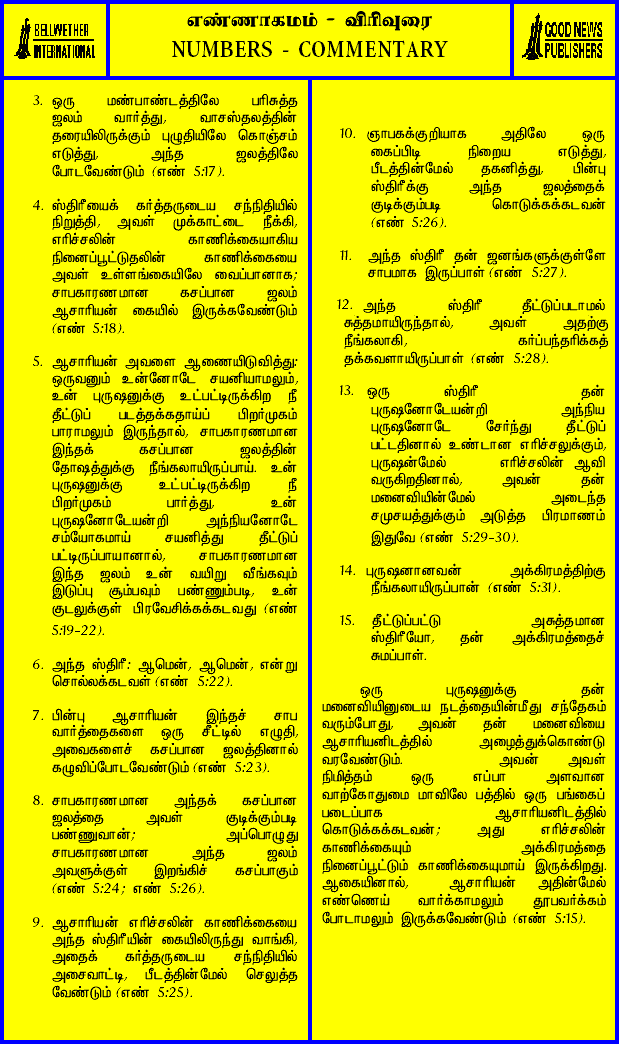 BELLWETHER
INTERNATIONAL
எண்ணாகமம் - விரிவுரை
NUMBERS - COMMENTARY
GOOD NEWS
PUBLISHERS
3. ஒரு மண்பாண்டத்திலே பரிசுத்த
ஜலம் வார்த்து, வாசஸ்தலத்தின்
தரையிலிருக்கும் புழுதியிலே கொஞ்சம்
எடுத்து, அந்த ஜலத்திலே
போடவேண்டும் (எண் 5:17).
4. ஸ்திரீயைக் கர்த்தருடைய சந்நிதியில்
நிறுத்தி, அவள் முக்காட்டை நீக்கி,
எரிச்சலின் காணிக்கையாகிய
நினைப்பூட்டுதலின் காணிக்கையை
அவள் உள்ளங்கையிலே வைப்பானாக;
சாபகாரணமான கசப்பான ஜலம்
ஆசாரியன் கையில் இருக்கவேண்டும்
(எண் 5:18).
5. ஆசாரியன் அவளை ஆணையிடுவித்து:
ஒருவனும் உன்னோடே சயனியாமலும்,
உன் புருஷனுக்கு உட்பட்டிருக்கிற நீ
தீட்டுப் படத்தக்கதாய்ப் பிறர்முகம்
பாராமலும் இருந்தால், சாபகாரணமான
இந்தக் கசப்பான ஜலத்தின்
தோஷத்துக்கு நீங்கலாயிருப்பாய். உன்
புருஷனுக்கு உட்பட்டிருக்கிற நீ
பிறர்முகம் பார்த்து, உன்
புருஷனோடேயன்றி அந்நியனோடே
சம்யோகமாய் சயனித்து தீட்டுப்
பட்டிருப்பாயானால், சாபகாரணமான
இந்த ஜலம் உன் வயிறு வீங்கவும்
இடுப்பு சூம்பவும் பண்ணும்படி, உன்
குடலுக்குள் பிரவேசிக்கக்கடவது (எண்
5:19-22).
6. அந்த ஸ்திரீ: ஆமென், ஆமென், என்று
சொல்லக்கடவள் (எண் 5:22).
7. பின்பு ஆசாரியன் இந்தச் சாப
வார்த்தைகளை ஒரு சீட்டில் எழுதி,
அவைகளைச் கசப்பான ஜலத்தினால்
கழுவிப்போடவேண்டும் (எண் 5:23).
8. சாபகாரணமான அந்தக் கசப்பான
ஜலத்தை அவள் குடிக்கும்படி
பண்ணுவான்; அப்பொழுது
சாபகாரணமான அந்த ஜலம்
அவளுக்குள் இறங்கிச் கசப்பாகும்
(எண் 5:24; எண் 5:26).
9. ஆசாரியன் எரிச்சலின் காணிக்கையை
அந்த ஸ்திரீயின் கையிலிருந்து வாங்கி,
அதைக் கர்த்தருடைய சந்நிதியில்
அசைவாட்டி, பீடத்தின்மேல் செலுத்த
வேண்டும் (எண் 5:25).
10. ஞாபகக்குறியாக அதிலே ஒரு
கைப்பிடி நிறைய எடுத்து,
பீடத்தின்மேல் தகனித்து, பின்பு
ஸ்திரீக்கு அந்த ஜலத்தைக்
குடிக்கும்படி கொடுக்கக்கடவன்
(எண் 5:26).
11. அந்த ஸ்திரீ தன் ஜனங்களுக்குள்ளே
சாபமாக இருப்பாள் (எண் 5:27).
12. அந்த ஸ்திரீ தீட்டுப்படாமல்
சுத்தமாயிருந்தால், அவள் அதற்கு
நீங்கலாகி, கர்ப்பந்தரிக்கத்
தக்கவளாயிருப்பாள் (எண் 5:28).
13. ஒரு ஸ்திரீ தன்
புருஷனோடேயன்றி அந்நிய
புருஷனோடே சேர்ந்து தீட்டுப்
பட்டதினால் உண்டான எரிச்சலுக்கும்,
புருஷன்மேல் எரிச்சலின் ஆவி
வருகிறதினால், அவன் தன்
மனைவியின்மேல் அடைந்த
சமுசயத்துக்கும் அடுத்த பிரமாணம்
இதுவே (எண் 5:29-30).
14. புருஷனானவன் அக்கிரமத்திற்கு
நீங்கலாயிருப்பான் (எண் 5:31).
15. தீட்டுப்பட்டு அசுத்தமான
ஸ்திரீயோ, தன் அக்கிரமத்தைச்
சுமப்பாள்.
ஒரு புருஷனுக்கு தன்
மனைவியினுடைய நடத்தையின்மீது சந்தேகம்
வரும்போது, அவன் தன் மனைவியை
ஆசாரியனிடத்தில் அழைத்துக்கொண்டு
வரவேண்டும். அவன் அவள்
நிமித்தம் ஒரு எப்பா அளவான
வாற்கோதுமை மாவிலே பத்தில் ஒரு பங்கைப்
படைப்பாக ஆசாரியனிடத்தில்
கொடுக்கக்கடவன்; அது எரிச்சலின்
காணிக்கையும் அக்கிரமத்தை
நினைப்பூட்டும் காணிக்கையுமாய் இருக்கிறது.
ஆகையினால், ஆசாரியன் அதின்மேல்
எண்ணெய் வார்க்காமலும் தூபவர்க்கம்
போடாமலும் இருக்கவேண்டும் (எண் 5:15).